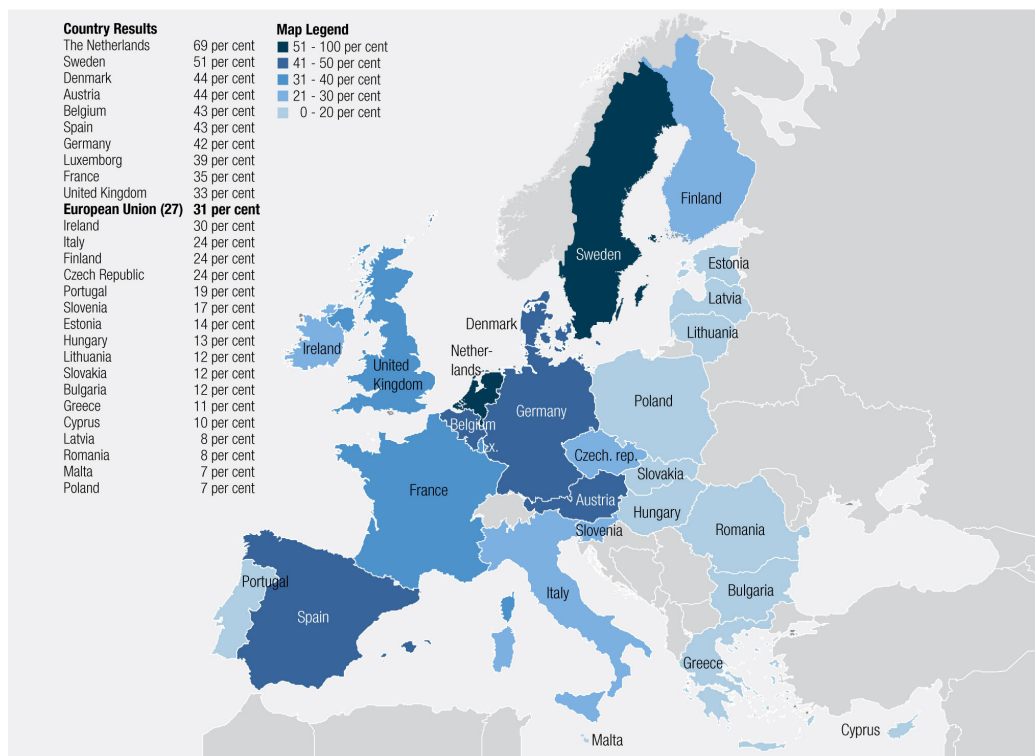 Country Results
The Netherlands 69 per cent
Sweden 51 per cent
Denmark 44 per cent
Austria 44 per cent
Belgium 43 per cent
Spain 43 per cent
Germany 42 per cent
Luxemborg 39 per cent
France 35 per cent
United Kingdom 33 per cent
European Union (27) 31 per cent
Ireland 30 per cent
Italy 24 per cent
Finland 24 per cent
Czech Republic 24 per cent
Portugal 19 per cent
Slovenia 17 per cent
Estonia 14 per cent
Hungary 13 per cent
Lithuania 12 per cent
Slovakia 12 per cent
Bulgaria 12 per cent
Greece 11 per cent
Cyprus 10 per cent
Latvia 8 per cent
Romania 8 per cent
Malta 7 per cent
Poland 7 per cent
Map Legend
51 - 100 per cent
41 - 50 per cent
31 - 40 per cent
21 - 30 per cent
0 - 20 per cent
Finland
Sweden
Estonia
Latvia
Lithuania
Denmark
Ireland
United
Kingdom
Nether-
lands
Belgium
Lx.
Germany
Poland
Czech. rep.
Slovakia
Austria
Hungary
France
Slovenia
Romania
Portugal
Spain
Italy
Bulgaria
Greece
Malta
Cyprus